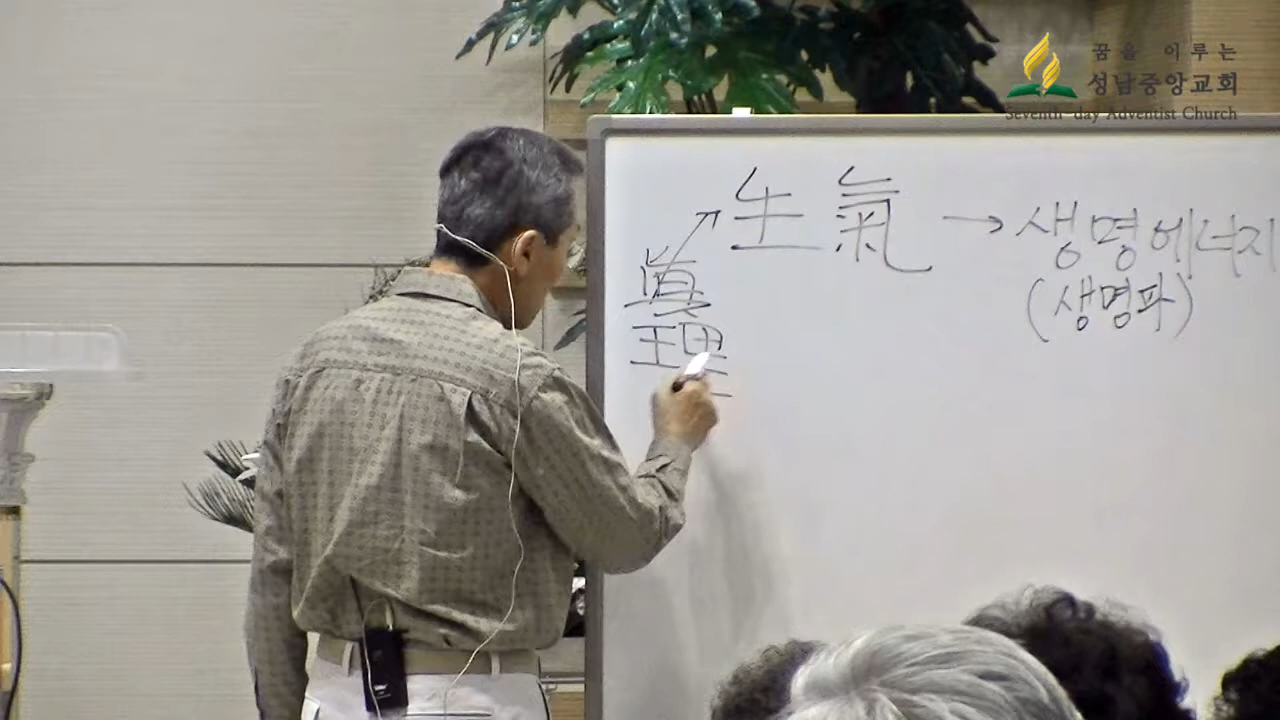 꿈을 이루는
성남중앙교회
Seventh-day Adventist Church
生氣 → 생명에너지
(생명파)
眞
理